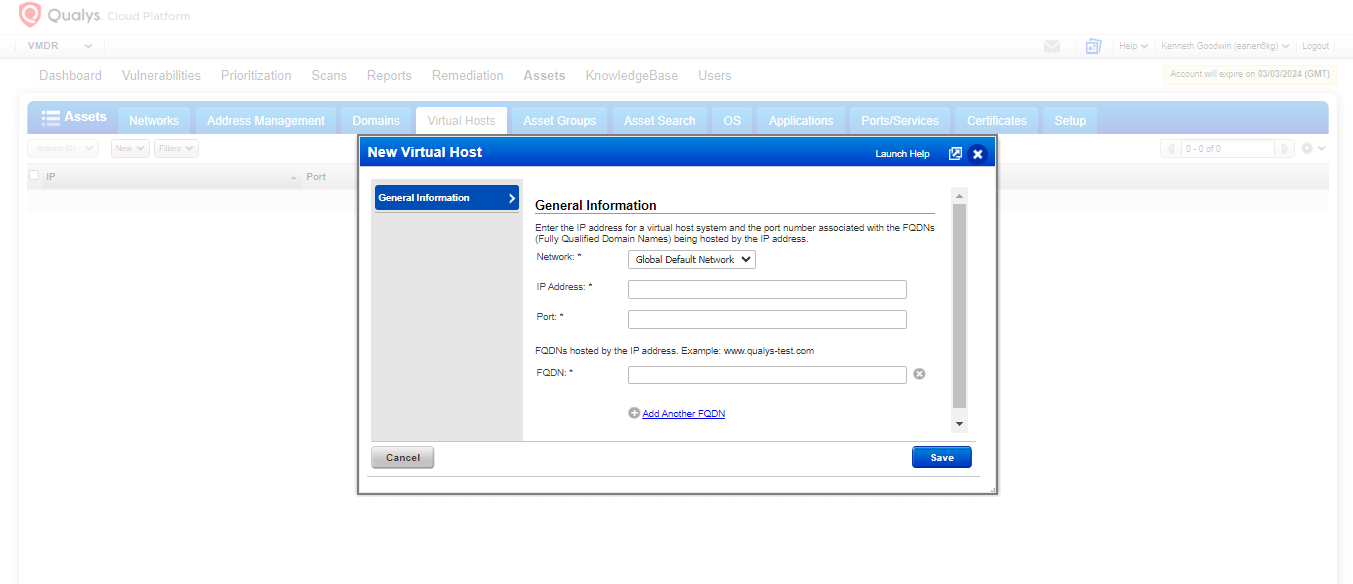 Qualys. Cloud Platform
VMDR
Help Kenneth Goodwin (eaner8kg) Logout
Dashboard Vulnerabilities Prioritization Scans Reports Remediation Assets KnowledgeBase Users
Account will expire on 03/03/2024 (GMT)
Assets Networks Address Management Domains Virtual Hosts Asset Groups Asset Search OS Applications Ports/Services Certificates Setup
Actions (0) New Filters
0 - 0 of 0
IP Port
New Virtual Host
Launch Help
General Information
General Information
Enter the IP address for a virtual host system and the port number associated with the FQDNs
(Fully Qualified Domain Names) being hosted by the IP address.
Network: * Global Default Network
IP Address: *
Port: *
FQDNs hosted by the IP address. Example: www.qualys-test.com
FQDN: *
Add Another FQDN
Cancel
Save